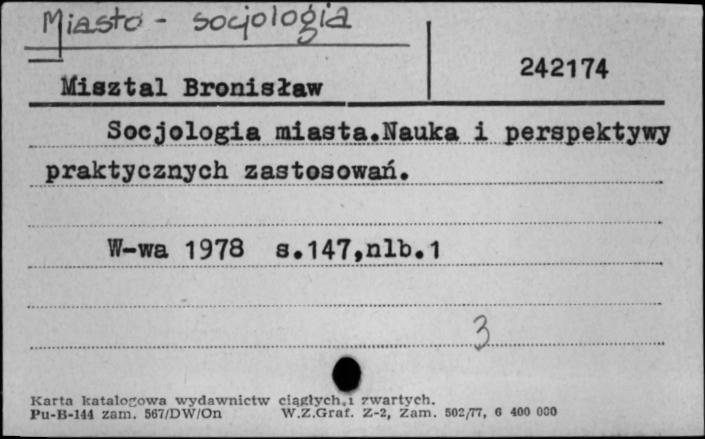 Miasto - socjologia
242174
Misztal Bronisław
Socjologia miasta.Nauka i perspektywy
praktycznych zastosowań.
W-wa 1978 s.147,nlb.1
3
Karta katalogowa wydawnictw ciągłych i zwartych.
Pu-B-144 zam. 567/DW/On W.Z.Graf. Z-2, Zam. 502/77, 6 400 000